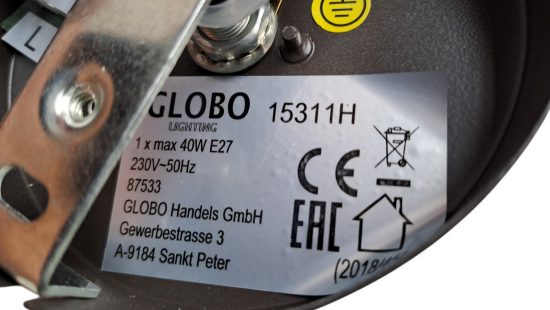 L
GLOBO 15311H
LIGHTING
1 x max 40W E27
230V~50Hz
87533
GLOBO Handels GmbH
Gewerbestrasse 3
A-9184 Sankt Peter
CE
EAC